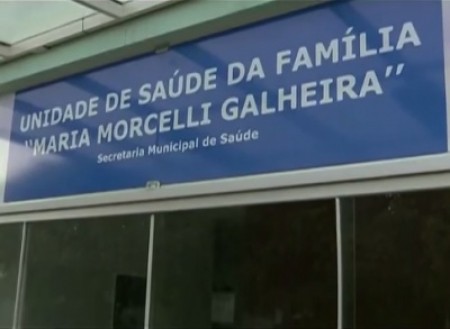 UNIDADE DE SAÚDE DA FAMÍLIA
"MARIA MORCELLI GALHEIRA"
Secretaria Municipal de Saúde